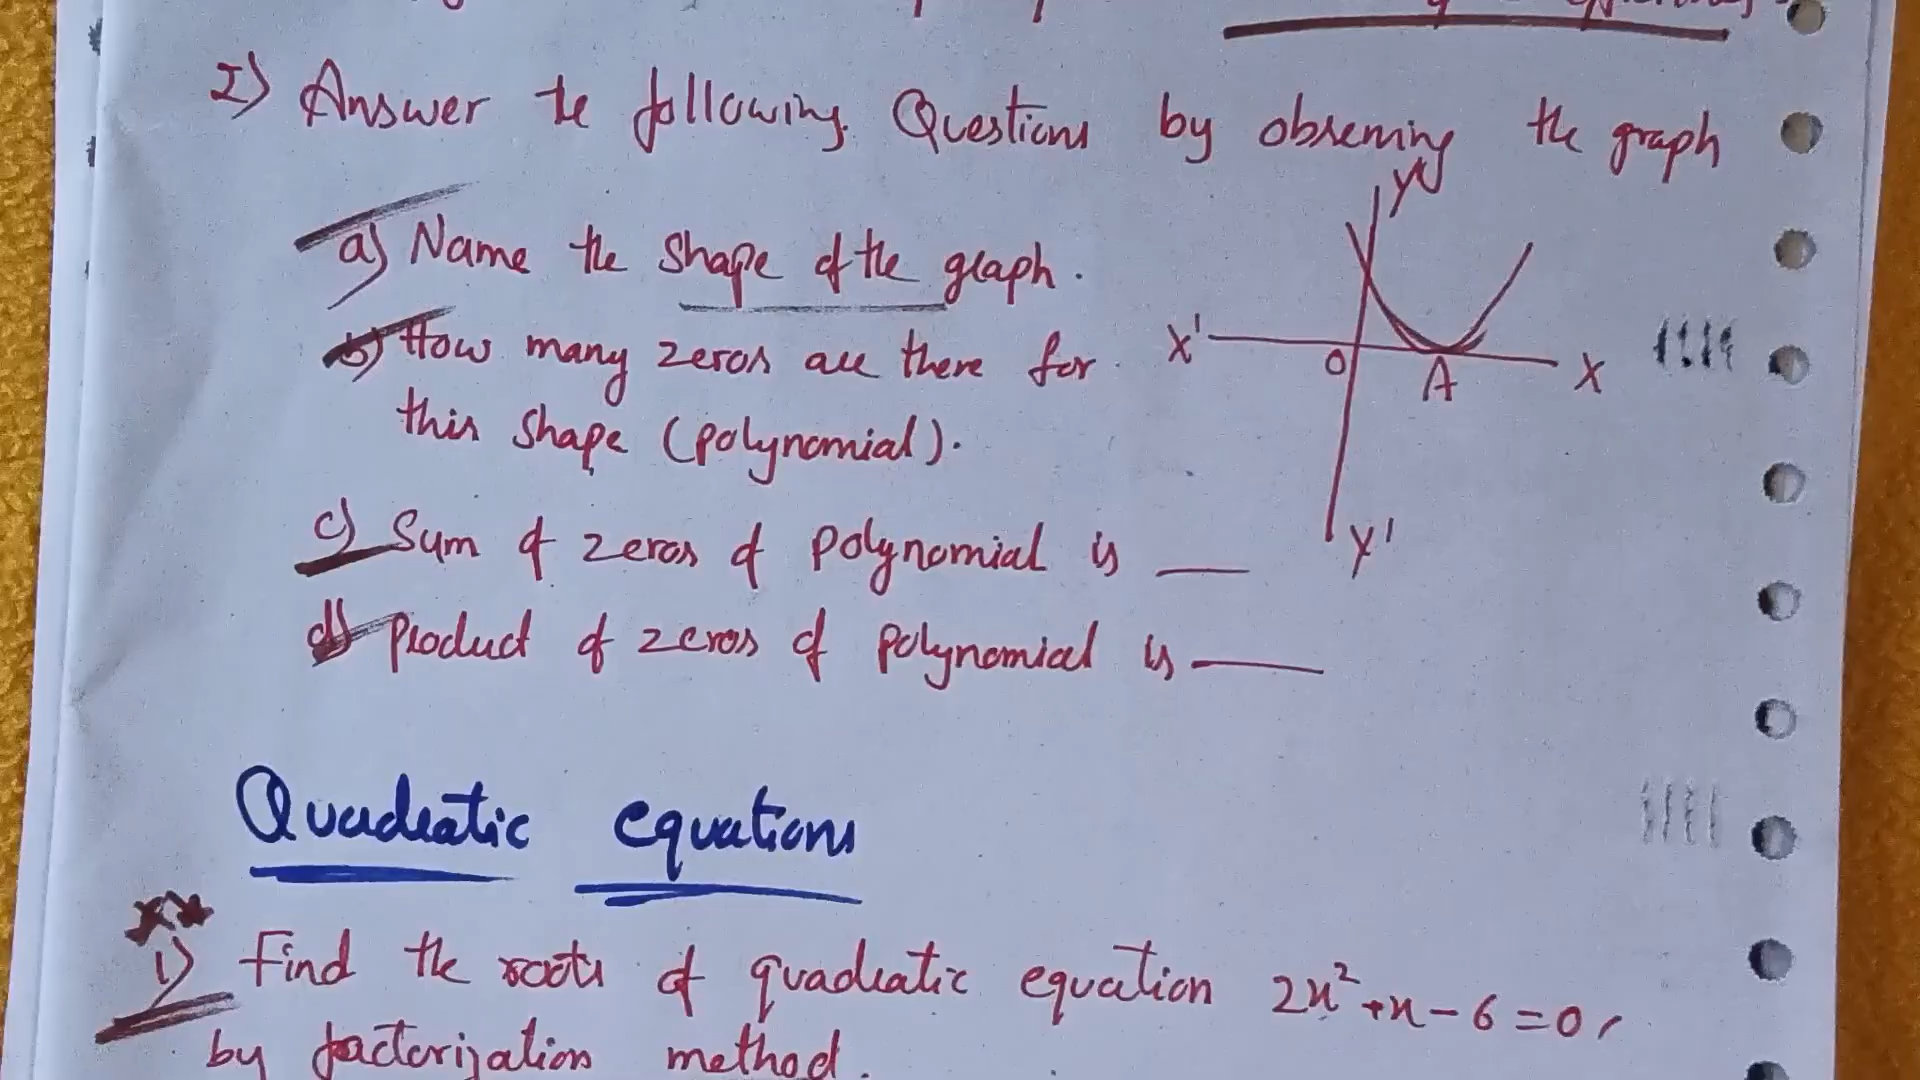 2) Answer the following Questions by observing the graph
a) Name the shape of the graph.
b) How many zeros are there for
this shape (polynomial).
c) Sum of zeros of polynomial is ___
d) Product of zeros of polynomial is ____
Y
X' O A X
Y'
Quadratic equations
1) Find the roots of quadratic equation 2x²+x-6=0,
by factorization method.